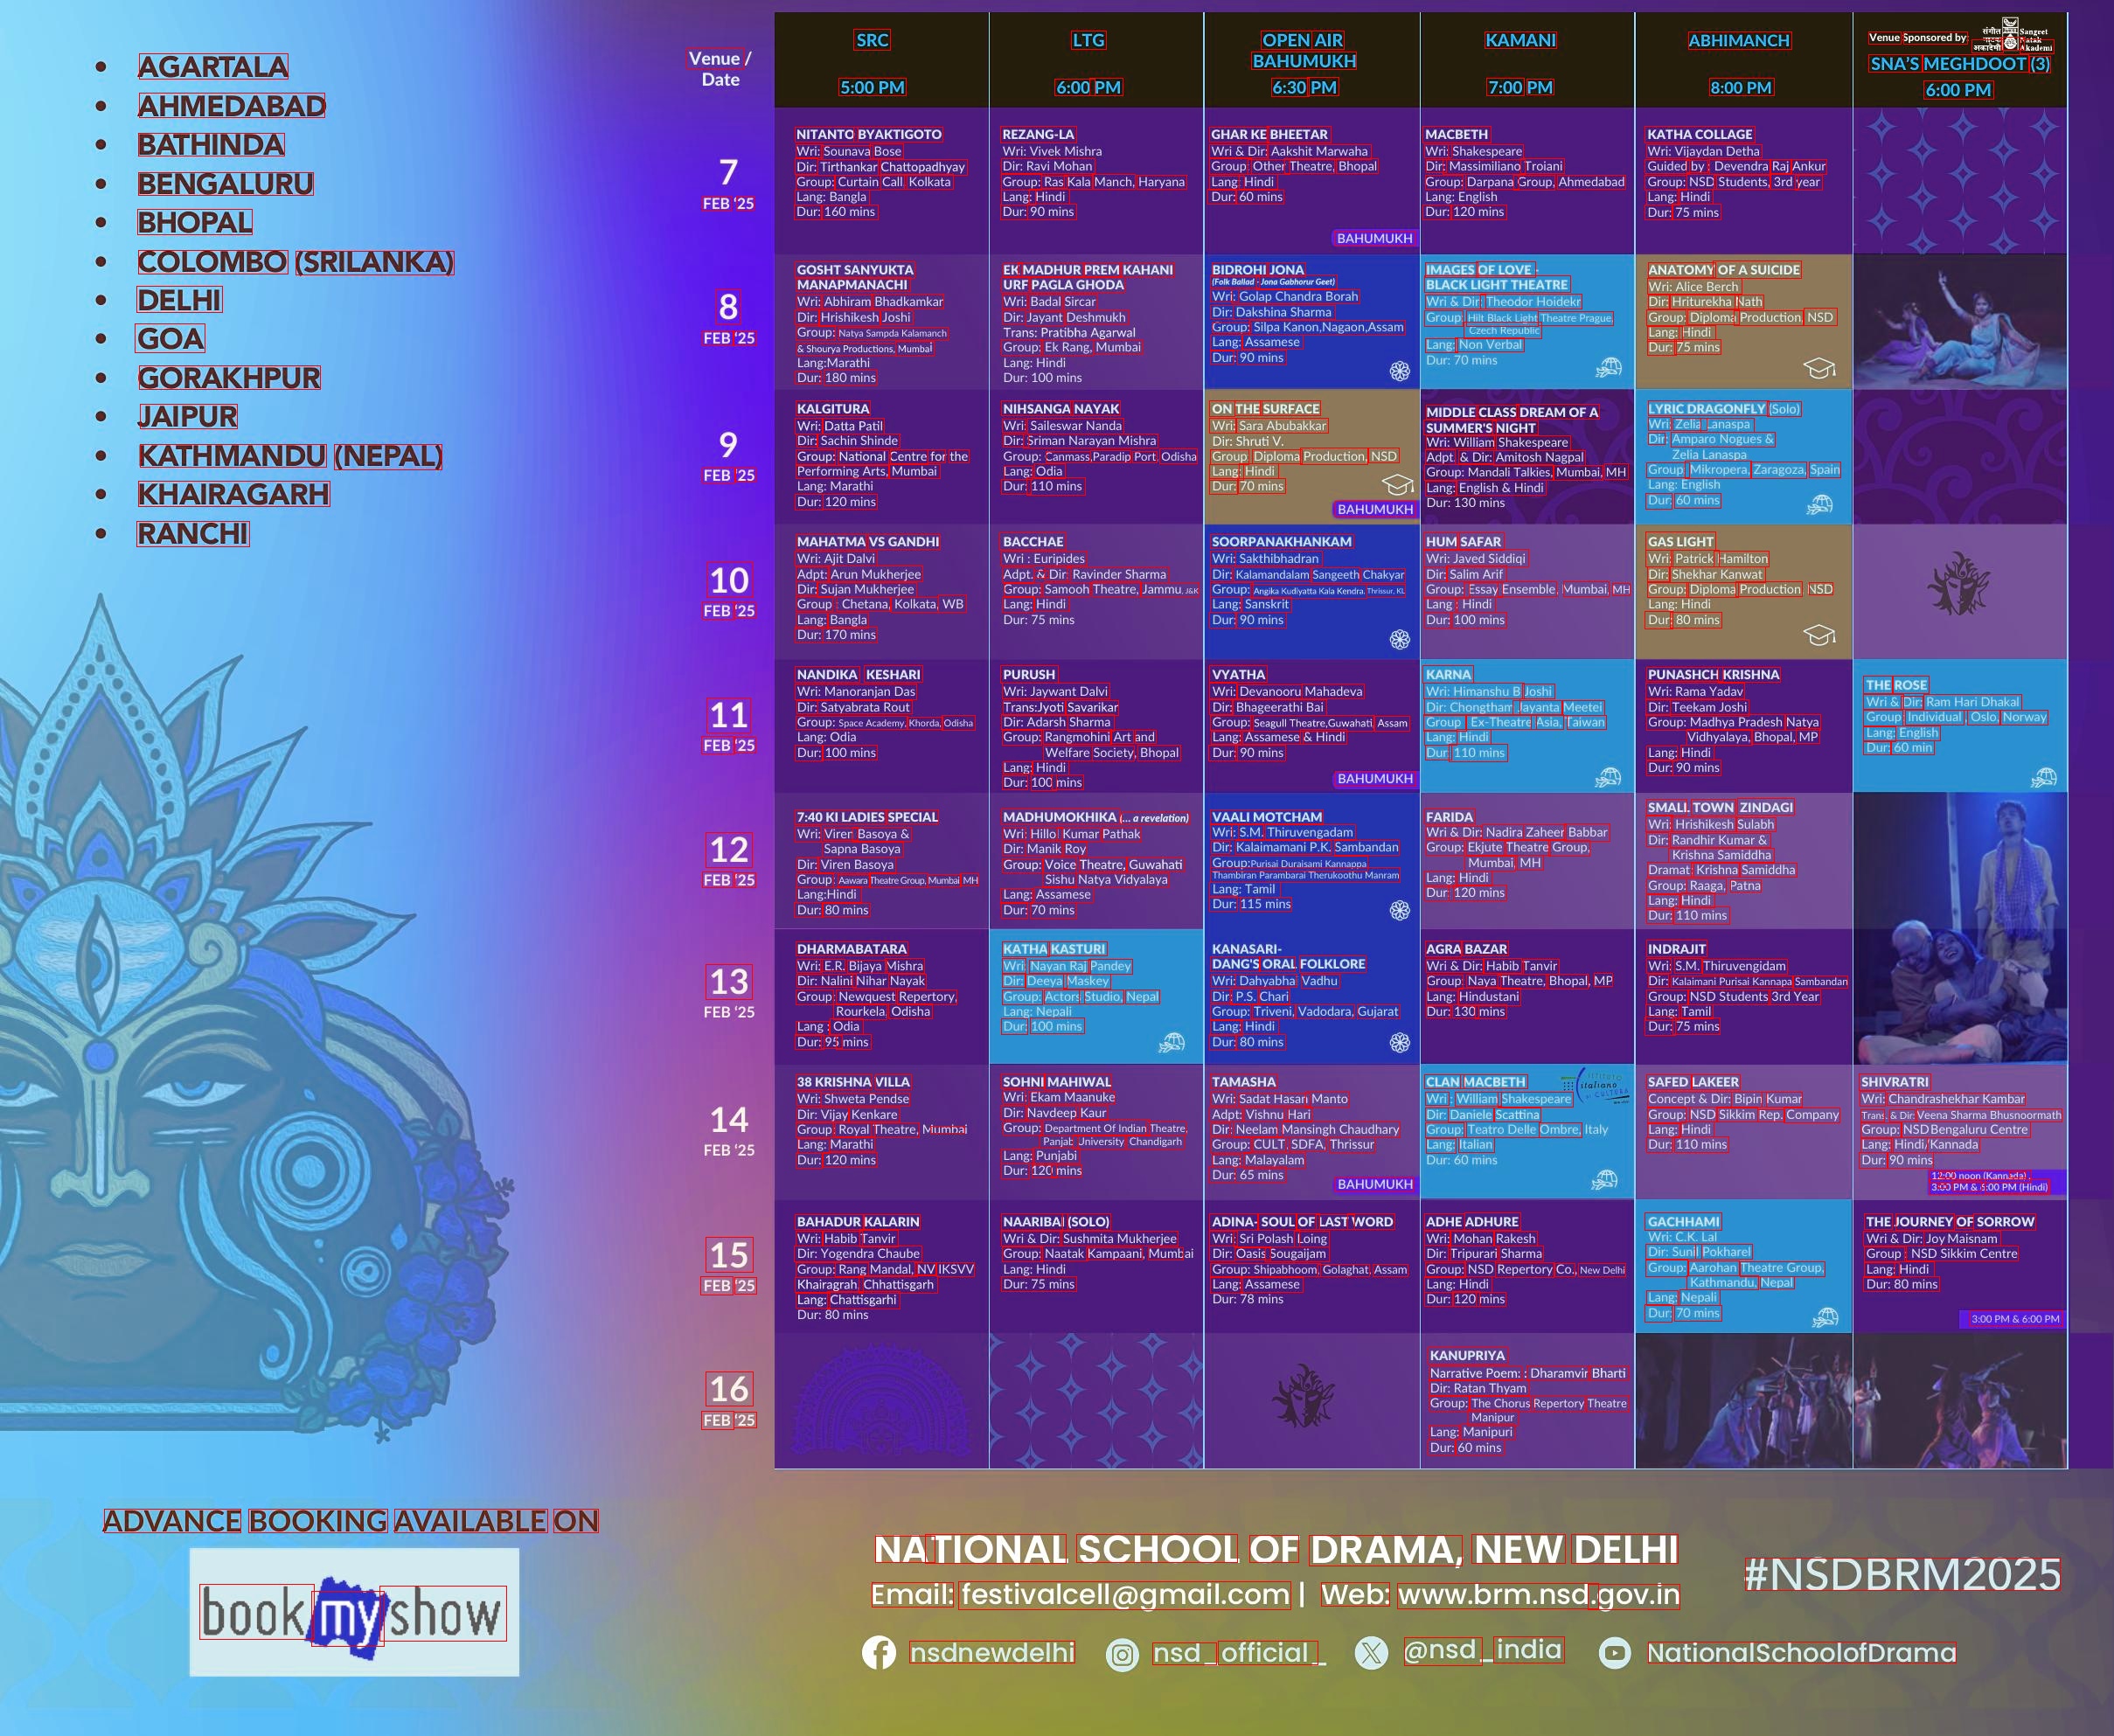 AGARTALA
AHMEDABAD
BATHINDA
BENGALURU
BHOPAL
COLOMBO (SRILANKA)
DELHI
GOA
GORAKHPUR
JAIPUR
KATHMANDU (NEPAL)
KHAIRAGARH
RANCHI
Venue /
Date
SRC
5:00 PM
LTG
6:00 PM
OPEN AIR
BAHUMUKH
6:30 PM
KAMANI
7:00 PM
ABHIMANCH
8:00 PM
Venue Sponsored by:
संगीत नाटक अकादेमी
Sangeet
Natak
Akademi
SNA'S MEGHDOOT (3)
6:00 PM
7
FEB '25
NITANTO BYAKTIGOTO
Wri: Sounava Bose
Dir: Tirthankar Chattopadhyay
Group: Curtain Call, Kolkata
Lang: Bangla
Dur: 160 mins
REZANG-LA
Wri: Vivek Mishra
Dir: Ravi Mohan
Group: Ras Kala Manch, Haryana
Lang: Hindi
Dur: 90 mins
GHAR KE BHEETAR
Wri & Dir: Aakshit Marwaha
Group: Other Theatre, Bhopal
Lang: Hindi
Dur: 60 mins
BAHUMUKH
MACBETH
Wri: Shakespeare
Dir: Massimiliano Troiani
Group: Darpana Group, Ahmedabad
Lang: English
Dur: 120 mins
KATHA COLLAGE
Wri: Vijaydan Detha
Guided by : Devendra Raj Ankur
Group: NSD Students, 3rd year
Lang: Hindi
Dur: 75 mins
8
FEB '25
GOSHT SANYUKTA
MANAPMANACHI
Wri: Abhiram Bhadkamkar
Dir: Hrishikesh Joshi
Group: Natya Sampda Kalamanch
& Shourya Productions, Mumbai
Lang:Marathi
Dur: 180 mins
EK MADHUR PREM KAHANI
URF PAGLA GHODA
Wri: Badal Sircar
Dir: Jayant Deshmukh
Trans: Pratibha Agarwal
Group: Ek Rang, Mumbai
Lang: Hindi
Dur: 100 mins
BIDROHI JONA
(Folk Ballad - Jona Gabhorur Geet)
Wri: Golap Chandra Borah
Dir: Dakshina Sharma
Group: Silpa Kanon,Nagaon,Assam
Lang: Assamese
Dur: 90 mins
IMAGES OF LOVE -
BLACK LIGHT THEATRE
Wri & Dir: Theodor Hoidekr
Group: Hilt Black Light Theatre Prague,
Czech Republic
Lang: Non Verbal
Dur: 70 mins
ANATOMY OF A SUICIDE
Wri: Alice Berch
Dir: Hriturekha Nath
Group: Diploma Production, NSD
Lang: Hindi
Dur: 75 mins
9
FEB '25
KALGITURA
Wri: Datta Patil
Dir: Sachin Shinde
Group: National Centre for the
Performing Arts, Mumbai
Lang: Marathi
Dur: 120 mins
NIHSANGA NAYAK
Wri: Saileswar Nanda
Dir: Sriman Narayan Mishra
Group: Canmass,Paradip Port, Odisha
Lang: Odia
Dur: 110 mins
ON THE SURFACE
Wri: Sara Abubakkar
Dir: Shruti V.
Group: Diploma Production, NSD
Lang: Hindi
Dur: 70 mins
BAHUMUKH
MIDDLE CLASS DREAM OF A
SUMMER'S NIGHT
Wri: William Shakespeare
Adpt. & Dir: Amitosh Nagpal
Group: Mandali Talkies, Mumbai, MH
Lang: English & Hindi
Dur: 130 mins
LYRIC DRAGONFLY (Solo)
Wri: Zelia Lanaspa
Dir: Amparo Nogues &
Zelia Lanaspa
Group: Mikropera, Zaragoza, Spain
Lang: English
Dur: 60 mins
10
FEB '25
MAHATMA VS GANDHI
Wri: Ajit Dalvi
Adpt: Arun Mukherjee
Dir: Sujan Mukherjee
Group : Chetana, Kolkata, WB
Lang: Bangla
Dur: 170 mins
BACCHAE
Wri : Euripides
Adpt. & Dir: Ravinder Sharma
Group: Samooh Theatre, Jammu, J&K
Lang: Hindi
Dur: 75 mins
SOORPANAKHANKAM
Wri: Sakthibhadran
Dir: Kalamandalam Sangeeth Chakyar
Group: Angika Kudiyatta Kala Kendra, Thrissur, KL
Lang: Sanskrit
Dur: 90 mins
HUM SAFAR
Wri: Javed Siddiqi
Dir: Salim Arif
Group: Essay Ensemble, Mumbai, MH
Lang : Hindi
Dur: 100 mins
GAS LIGHT
Wri: Patrick Hamilton
Dir: Shekhar Kanwat
Group: Diploma Production, NSD
Lang: Hindi
Dur: 80 mins
11
FEB '25
NANDIKA KESHARI
Wri: Manoranjan Das
Dir: Satyabrata Rout
Group: Space Academy, Khorda, Odisha
Lang: Odia
Dur: 100 mins
PURUSH
Wri: Jaywant Dalvi
Trans:Jyoti Savarikar
Dir: Adarsh Sharma
Group: Rangmohini Art and
Welfare Society, Bhopal
Lang: Hindi
Dur: 100 mins
VYATHA
Wri: Devanooru Mahadeva
Dir: Bhageerathi Bai
Group: Seagull Theatre,Guwahati, Assam
Lang: Assamese & Hindi
Dur: 90 mins
BAHUMUKH
KARNA
Wri: Himanshu B Joshi
Dir: Chongtham Jayanta Meetei
Group : Ex-Theatre Asia, Taiwan
Lang: Hindi
Dur: 110 mins
PUNASHCH KRISHNA
Wri: Rama Yadav
Dir: Teekam Joshi
Group: Madhya Pradesh Natya
Vidhyalaya, Bhopal, MP
Lang: Hindi
Dur: 90 mins
THE ROSE
Wri & Dir: Ram Hari Dhakal
Group: Individual , Oslo, Norway
Lang: English
Dur: 60 min
12
FEB '25
7:40 KI LADIES SPECIAL
Wri: Viren Basoya &
Sapna Basoya
Dir: Viren Basoya
Group: Aawara Theatre Group, Mumbai, MH
Lang:Hindi
Dur: 80 mins
MADHUMOKHIKA (... a revelation)
Wri: Hillol Kumar Pathak
Dir: Manik Roy
Group: Voice Theatre, Guwahati
Sishu Natya Vidyalaya
Lang: Assamese
Dur: 70 mins
VAALI MOTCHAM
Wri: S.M. Thiruvengadam
Dir: Kalaimamani P.K. Sambandan
Group:Purisai Duraisami Kannappa
Thambiran Parambarai Therukoothu Manram
Lang: Tamil
Dur: 115 mins
FARIDA
Wri & Dir: Nadira Zaheer Babbar
Group: Ekjute Theatre Group,
Mumbai, MH
Lang: Hindi
Dur: 120 mins
SMALL TOWN ZINDAGI
Wri: Hrishikesh Sulabh
Dir: Randhir Kumar &
Krishna Samiddha
Dramat: Krishna Samiddha
Group: Raaga, Patna
Lang: Hindi
Dur: 110 mins
13
FEB '25
DHARMABATARA
Wri: E.R. Bijaya Mishra
Dir: Nalini Nihar Nayak
Group: Newquest Repertory,
Rourkela, Odisha
Lang : Odia
Dur: 95 mins
KATHA KASTURI
Wri: Nayan Raj Pandey
Dir: Deeya Maskey
Group: Actors Studio, Nepal
Lang: Nepali
Dur: 100 mins
KANASARI-
DANG'S ORAL FOLKLORE
Wri: Dahyabhai Vadhu
Dir: P.S. Chari
Group: Triveni, Vadodara, Gujarat
Lang: Hindi
Dur: 80 mins
AGRA BAZAR
Wri & Dir: Habib Tanvir
Group: Naya Theatre, Bhopal, MP
Lang: Hindustani
Dur: 130 mins
INDRAJIT
Wri: S.M. Thiruvengidam
Dir: Kalaimani Purisai Kannapa Sambandan
Group: NSD Students 3rd Year
Lang: Tamil
Dur: 75 mins
14
FEB '25
38 KRISHNA VILLA
Wri: Shweta Pendse
Dir: Vijay Kenkare
Group: Royal Theatre, Mumbai
Lang: Marathi
Dur: 120 mins
SOHNI MAHIWAL
Wri: Ekam Maanuke
Dir: Navdeep Kaur
Group: Department Of Indian Theatre,
Panjab University, Chandigarh
Lang: Punjabi
Dur: 120 mins
TAMASHA
Wri: Sadat Hasan Manto
Adpt: Vishnu Hari
Dir: Neelam Mansingh Chaudhary
Group: CULT, SDFA, Thrissur
Lang: Malayalam
Dur: 65 mins
BAHUMUKH
CLAN MACBETH
istituto
italiano
di CULTURA
Wri : William Shakespeare
Dir: Daniele Scattina
Group: Teatro Delle Ombre, Italy
Lang: Italian
Dur: 60 mins
SAFED LAKEER
Concept & Dir: Bipin Kumar
Group: NSD Sikkim Rep. Company
Lang: Hindi
Dur: 110 mins
SHIVRATRI
Wri: Chandrashekhar Kambar
Trans. & Dir: Veena Sharma Bhusnoormath
Group: NSD Bengaluru Centre
Lang: Hindi/Kannada
Dur: 90 mins
12:00 noon (Kannada)
3:00 PM & 6:00 PM (Hindi)
15
FEB '25
BAHADUR KALARIN
Wri: Habib Tanvir
Dir: Yogendra Chaube
Group: Rang Mandal, NV IKSVV
Khairagrah, Chhattisgarh
Lang: Chattisgarhi
Dur: 80 mins
NAARIBAI (SOLO)
Wri & Dir: Sushmita Mukherjee
Group: Naatak Kampaani, Mumbai
Lang: Hindi
Dur: 75 mins
ADINA- SOUL OF LAST WORD
Wri: Sri Polash Loing
Dir: Oasis Sougaijam
Group: Shipabhoom, Golaghat, Assam
Lang: Assamese
Dur: 78 mins
ADHE ADHURE
Wri: Mohan Rakesh
Dir: Tripurari Sharma
Group: NSD Repertory Co., New Delhi
Lang: Hindi
Dur: 120 mins
GACHHAMI
Wri: C.K. Lal
Dir: Sunil Pokharel
Group: Aarohan Theatre Group,
Kathmandu, Nepal
Lang: Nepali
Dur: 70 mins
THE JOURNEY OF SORROW
Wri & Dir: Joy Maisnam
Group : NSD Sikkim Centre
Lang: Hindi
Dur: 80 mins
3:00 PM & 6:00 PM
16
FEB '25
KANUPRIYA
Narrative Poem: : Dharamvir Bharti
Dir: Ratan Thyam
Group: The Chorus Repertory Theatre
Manipur
Lang: Manipuri
Dur: 60 mins
ADVANCE BOOKING AVAILABLE ON
bookmyshow
NATIONAL SCHOOL OF DRAMA, NEW DELHI
Email: festivalcell@gmail.com | Web: www.brm.nsd.gov.in
#NSDBRM2025
nsdnewdelhi
nsd_official_
@nsd_india
NationalSchoolofDrama